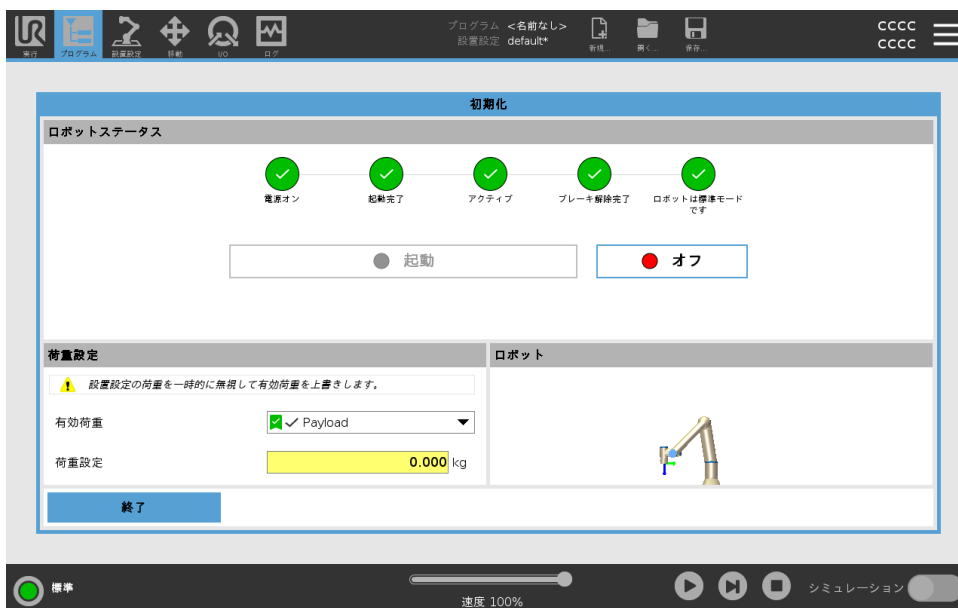 UR
実行
プログラム
設置設定
移動
I/O
ログ
プログラム <名前なし>
設置設定 default*
新規...
開く...
保存...
CCCC
CCCC
初期化
ロボットステータス
電源オン
起動完了
アクティブ
ブレーキ解除完了
ロボットは標準モード
です
起動
オフ
荷重設定
ロボット
設置設定の荷重を一時的に無視して有効荷重を上書きします。
有効荷重
Payload
荷重設定
0.000 kg
終了
標準
速度 100%
シミュレーション